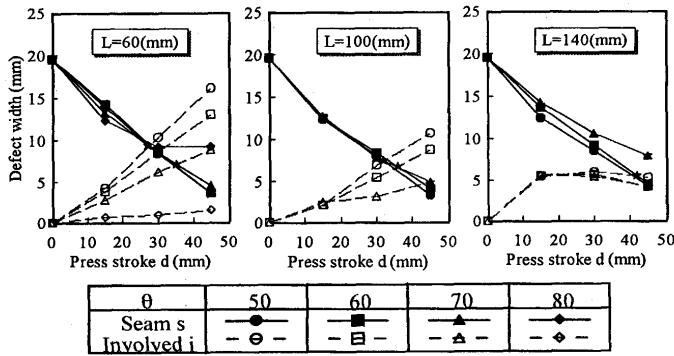 L=60(mm) L=100(mm) L=140(mm)
Defect width (mm)
25 20 15 10 5 0
25 20 15 10 5 0
25 20 15 10 5 0
0 10 20 30 40 50
0 10 20 30 40 50
0 10 20 30 40 50
Press stroke d (mm) Press stroke d (mm) Press stroke d (mm)
θ 50 60 70 80
Seam s
Involved i